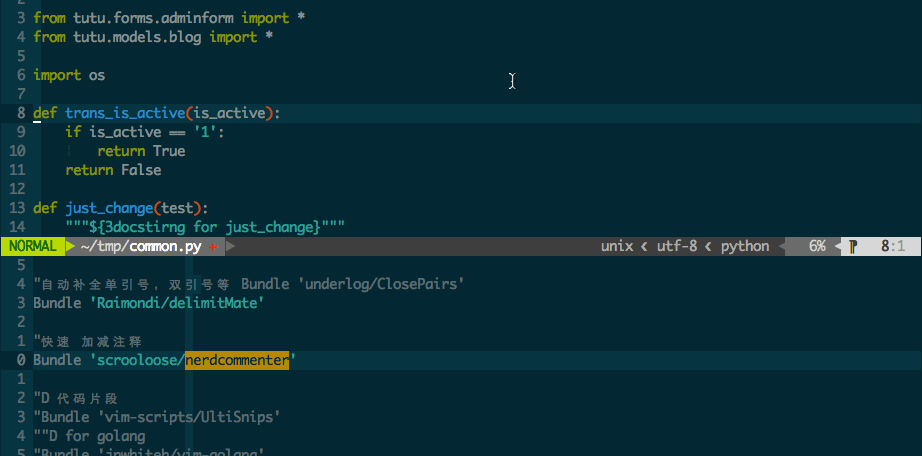 3 from tutu.forms.adminform import *
4 from tutu.models.blog import *
5
6 import os
7
8 def trans_is_active(is_active):
9     if is_active == '1':
10         return True
11     return False
12
13 def just_change(test):
14     """${3docstirng for just_change}"""
NORMAL ~/tmp/common.py + unix ‹ utf-8 ‹ python 6% 8:1
5
4 "自动补全单引号，双引号等 Bundle 'underlog/ClosePairs'
3 Bundle 'Raimondi/delimitMate'
2
1 "快速 加减注释
0 Bundle 'scrooloose/nerdcommenter'
1
2 "D 代码片段
3 "Bundle 'vim-scripts/UltiSnips'
4 ""D for golang
5 "Bundle 'jnwhiteh/vim-golang'